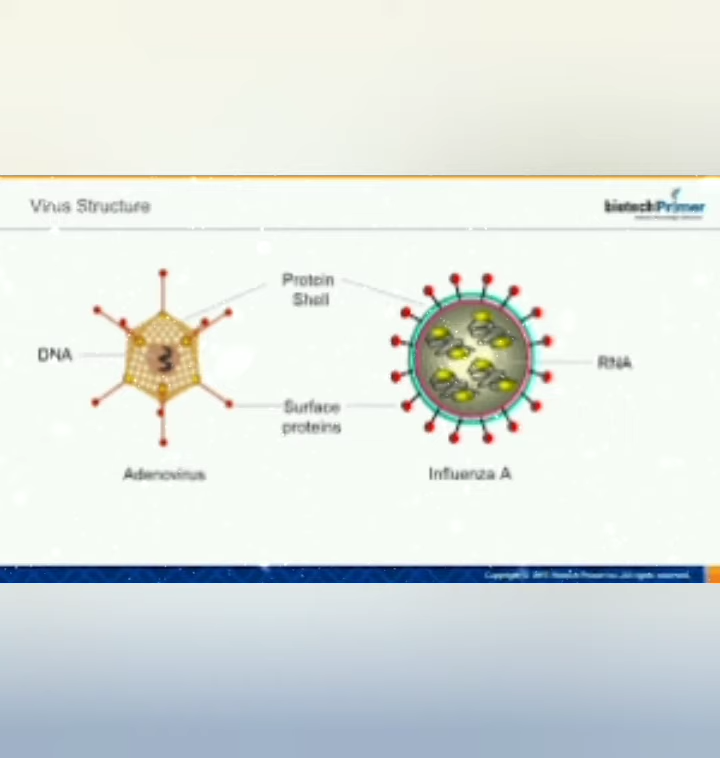 Virus Structure
biotechPrimer
Protein
Shell
DNA
RNA
Surface
proteins
Adenovirus
Influenza A